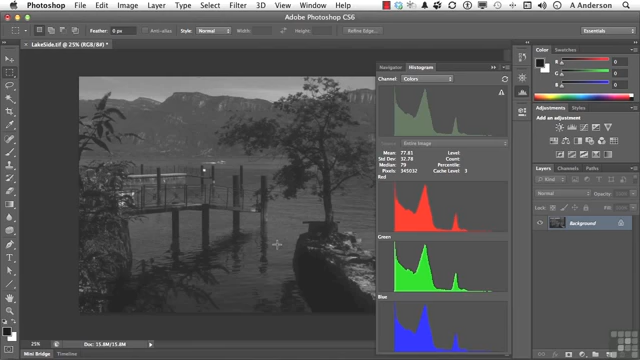 Photoshop File Edit Image Layer Type Select Filter 3D View Window Help A Anderson
Adobe Photoshop CS6
Feather: 0 px Anti-alias Style: Normal Width: Height: Refine Edge... Essentials
LakeSide.tif @ 25% (RGB/8#) *
Navigator Histogram
Channel: Colors
Entire Image
Mean: 77.81 Level:
Std Dev: 32.78 Count:
Median: 79 Percentile:
Pixels: 345032 Cache Level: 3
Red
Green
Blue
Color Swatches
R 0
G 0
B 0
Adjustments Styles
Add an adjustment
Layers Channels Paths
Kind
Normal Opacity:
Lock: Fill:
Background
25% Doc: 15.8M/15.8M
Mini Bridge Timeline